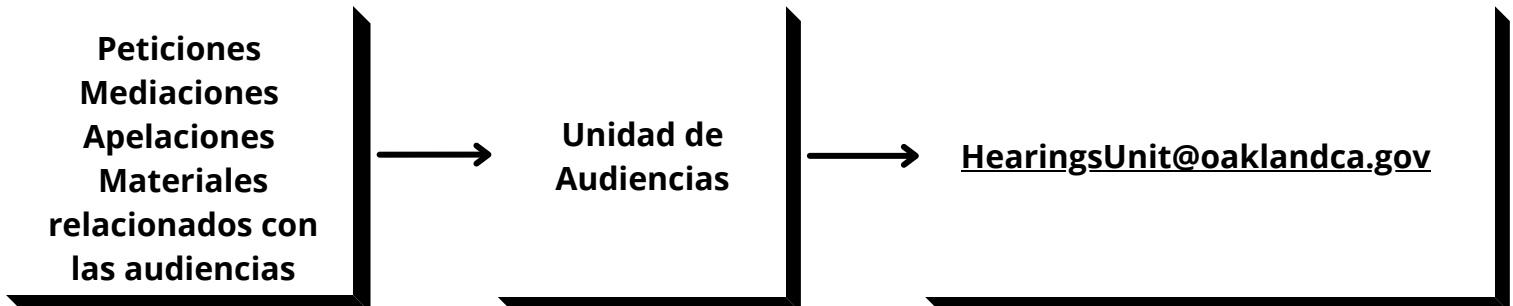 Peticiones
Mediaciones
Apelaciones
Materiales
relacionados con
las audiencias
Unidad de
Audiencias
HearingsUnit@oaklandca.gov